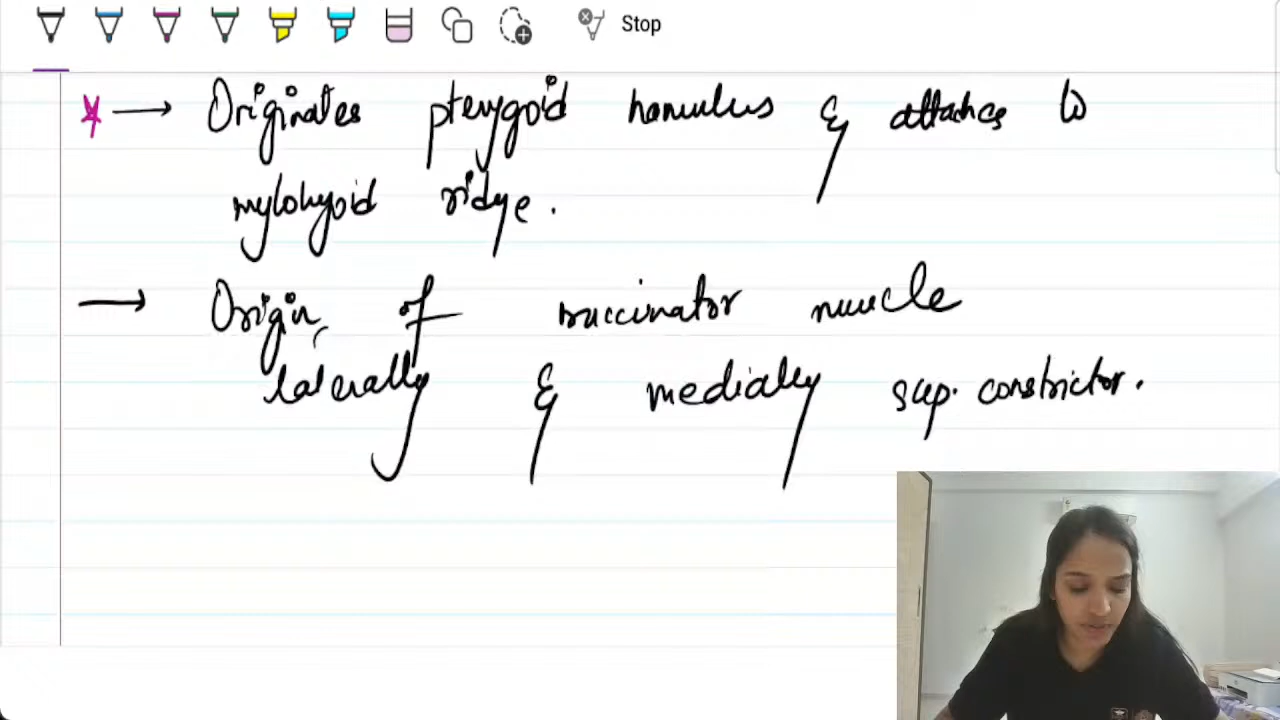 Stop
* → Originates pterygoid hamulus & attaches to
mylohyoid ridge.
→ Origin of buccinator muscle
laterally & medially sup. constrictor.